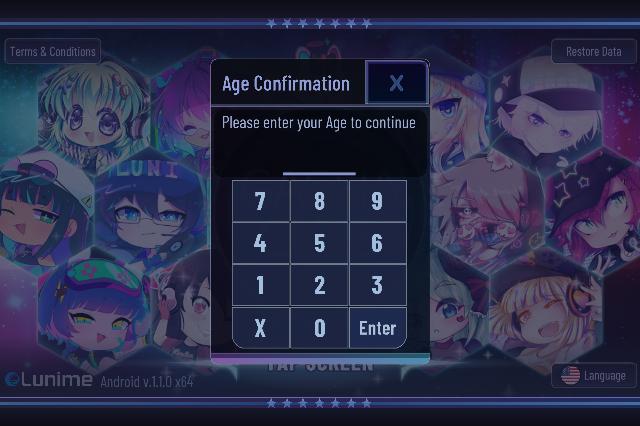 Terms & Conditions
Restore Data
Age Confirmation
X
Please enter your Age to continue
LUNI
7 8 9
4 5 6
1 2 3
X 0 Enter
TAP SCREEN
Lunime Android v.1.1.0 x64
Language